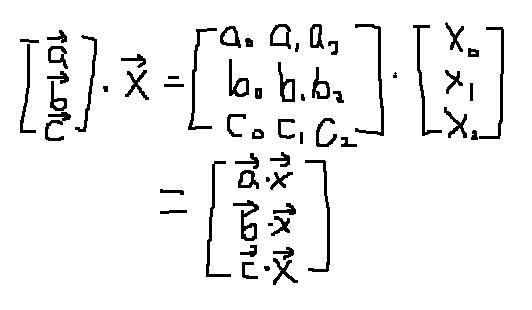 [a⃗ b⃗ c⃗] · x⃗ = [a₀ a₁ a₂ b₀ b₁ b₂ c₀ c₁ c₂] · [x₀ x₁ x₂]
= [a⃗·x⃗ b⃗·x⃗ c⃗·x⃗]